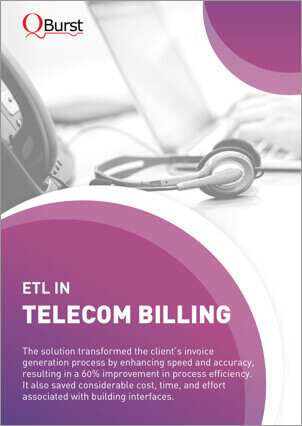 QBurst
ETL IN
TELECOM BILLING
The solution transformed the client's invoice
generation process by enhancing speed and accuracy,
resulting in a 60% improvement in process efficiency.
It also saved considerable cost, time, and effort
associated with building interfaces.